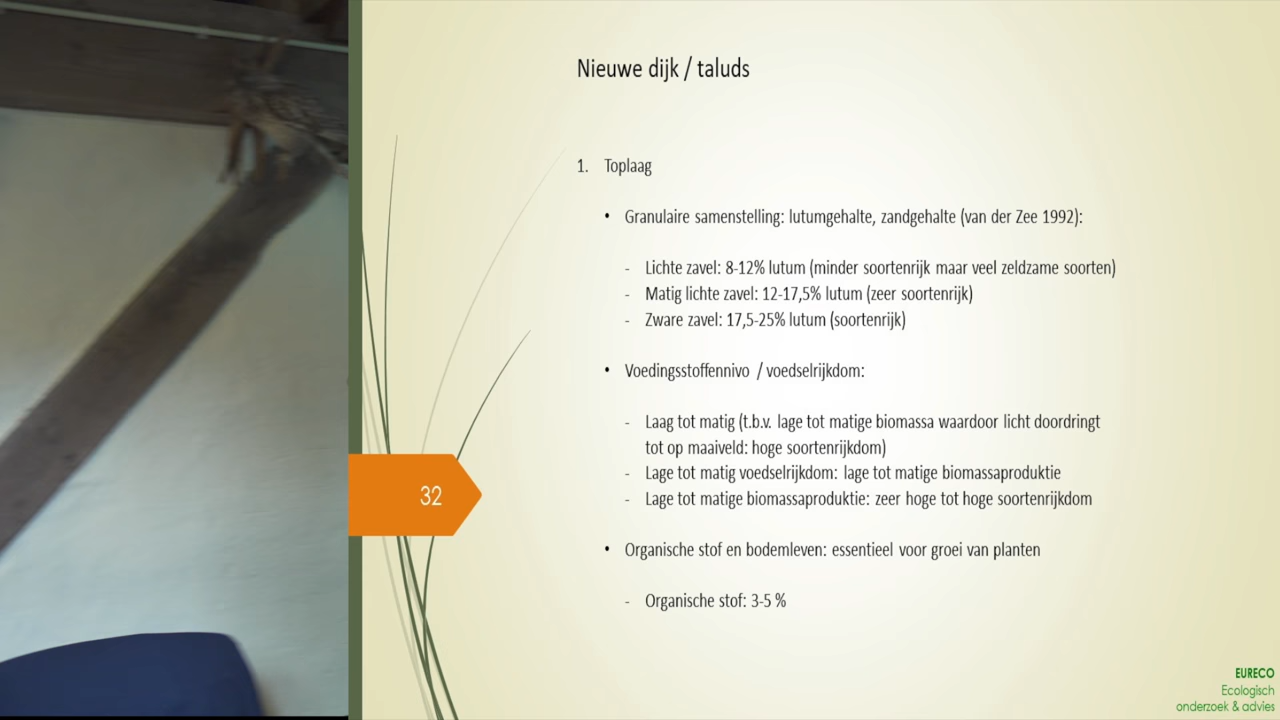 Nieuwe dijk / taluds
1. Toplaag
• Granulaire samenstelling: lutumgehalte, zandgehalte (van der Zee 1992):
- Lichte zavel: 8-12% lutum (minder soortenrijk maar veel zeldzame soorten)
- Matig lichte zavel: 12-17,5% lutum (zeer soortenrijk)
- Zware zavel: 17,5-25% lutum (soortenrijk)
• Voedingsstoffennivo / voedselrijkdom:
- Laag tot matig (t.b.v. lage tot matige biomassa waardoor licht doordringt
tot op maaiveld: hoge soortenrijkdom)
- Lage tot matig voedselrijkdom: lage tot matige biomassaproduktie
- Lage tot matige biomassaproduktie: zeer hoge tot hoge soortenrijkdom
32
• Organische stof en bodemleven: essentieel voor groei van planten
- Organische stof: 3-5 %
EURECO
Ecologisch
onderzoek & advies